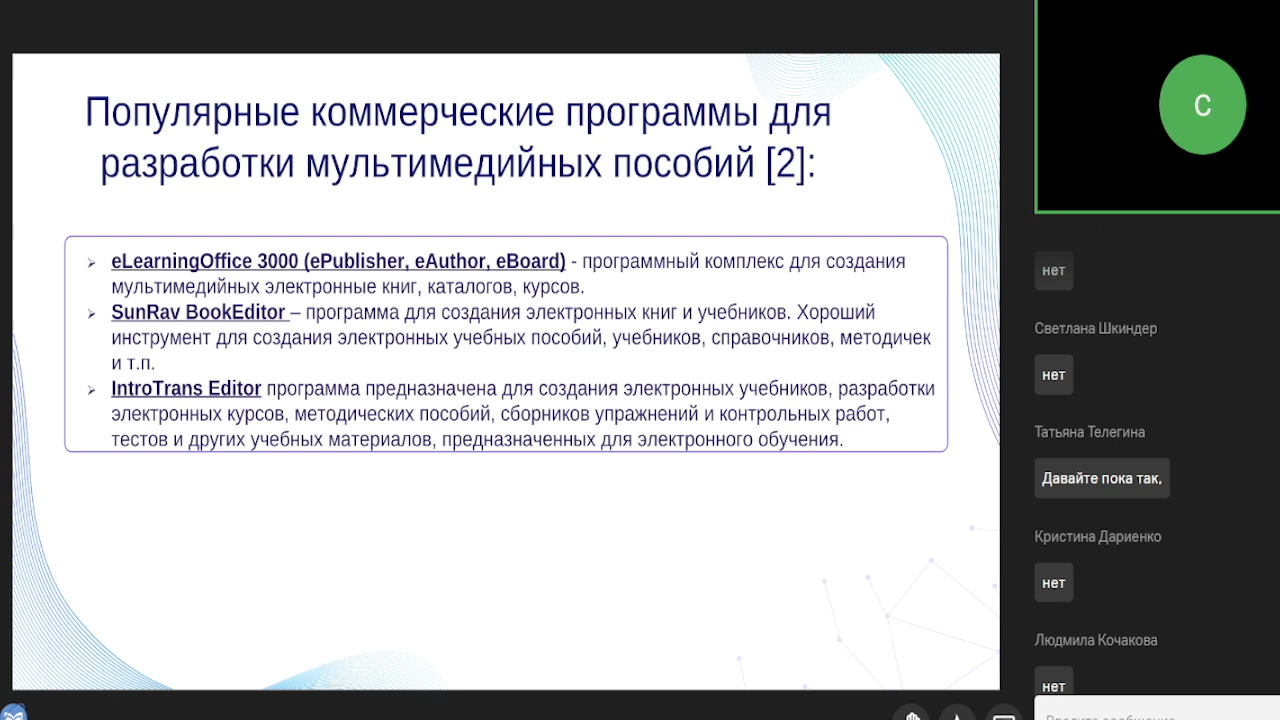 Популярные коммерческие программы для
разработки мультимедийных пособий [2]:
➢ eLearningOffice 3000 (ePublisher, eAuthor, eBoard) - программный комплекс для создания
мультимедийных электронные книг, каталогов, курсов.
➢ SunRav BookEditor – программа для создания электронных книг и учебников. Хороший
инструмент для создания электронных учебных пособий, учебников, справочников, методичек
и т.п.
➢ IntroTrans Editor программа предназначена для создания электронных учебников, разработки
электронных курсов, методических пособий, сборников упражнений и контрольных работ,
тестов и других учебных материалов, предназначенных для электронного обучения.
С
нет
Светлана Шкиндер
нет
Татьяна Телегина
Давайте пока так,
Кристина Дариенко
нет
Людмила Кочакова
нет
Введите сообщение